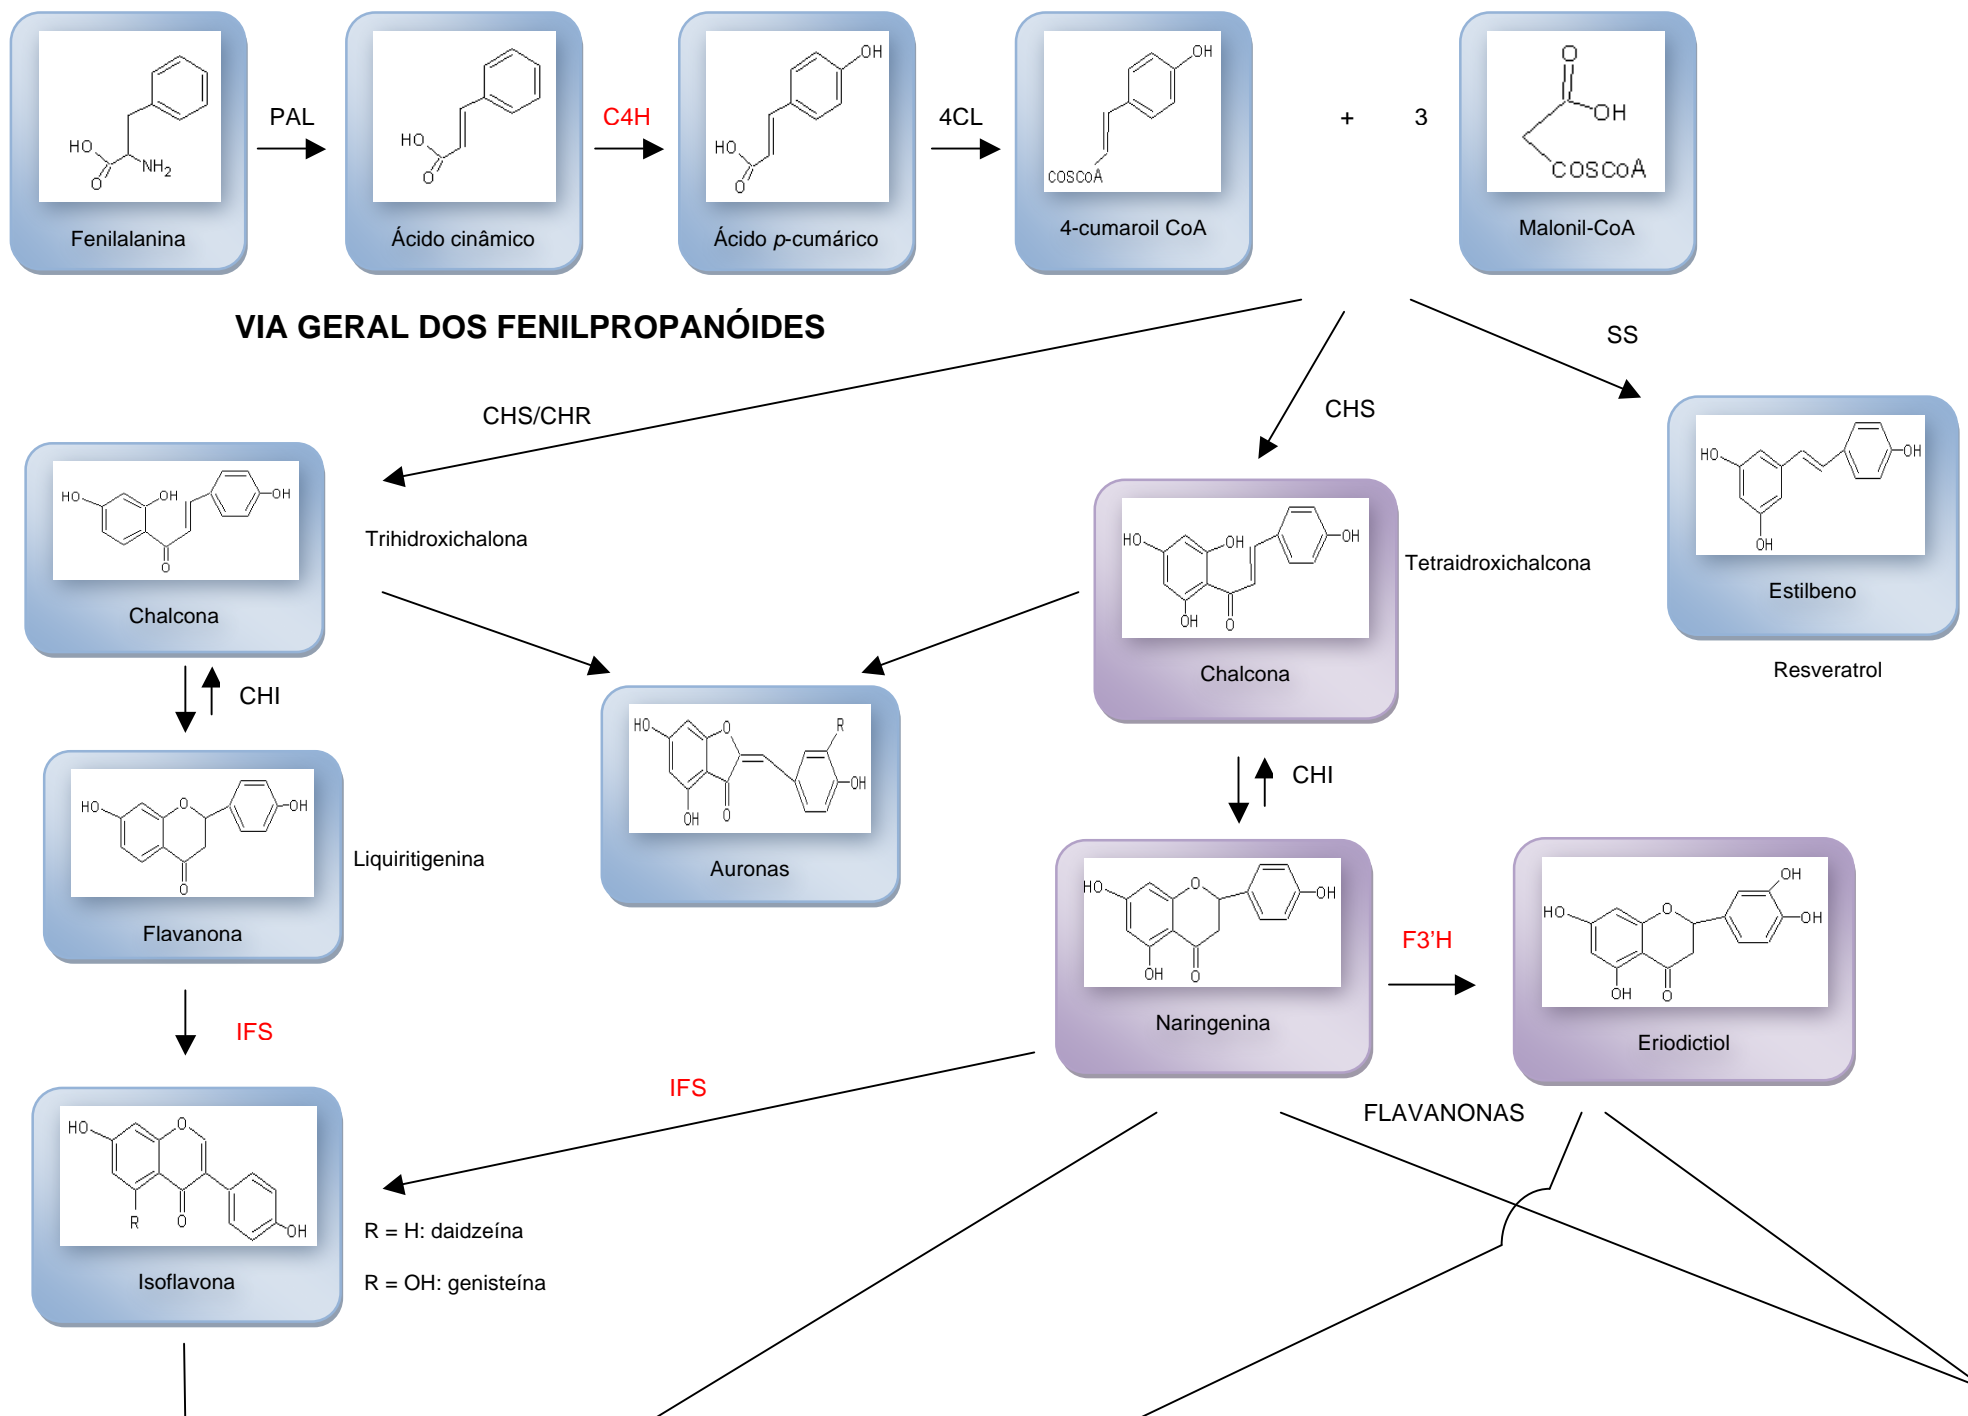 PAL
C4H
4CL
+ 3
Fenilalanina
Ácido cinâmico
Ácido p-cumárico
4-cumaroil CoA
Malonil-CoA
HO
O
NH2
HO
O
OH
HO
O
OH
COSCoA
O
OH
COSCoA
VIA GERAL DOS FENILPROPANÓIDES
CHS/CHR
CHS
SS
HO
OH
OH
O
Chalcona
Trihidroxichalona
HO
OH
OH
OH
O
Chalcona
Tetraidroxichalcona
HO
OH
OH
Estilbeno
Resveratrol
CHI
CHI
HO
O
OH
O
Flavanona
Liquiritigenina
HO
O
R
OH
OH
O
Auronas
HO
O
OH
OH
O
Naringenina
F3’H
HO
O
OH
OH
OH
O
Eriodictiol
IFS
IFS
FLAVANONAS
HO
O
R
O
OH
Isoflavona
R = H: daidzeína
R = OH: genisteína